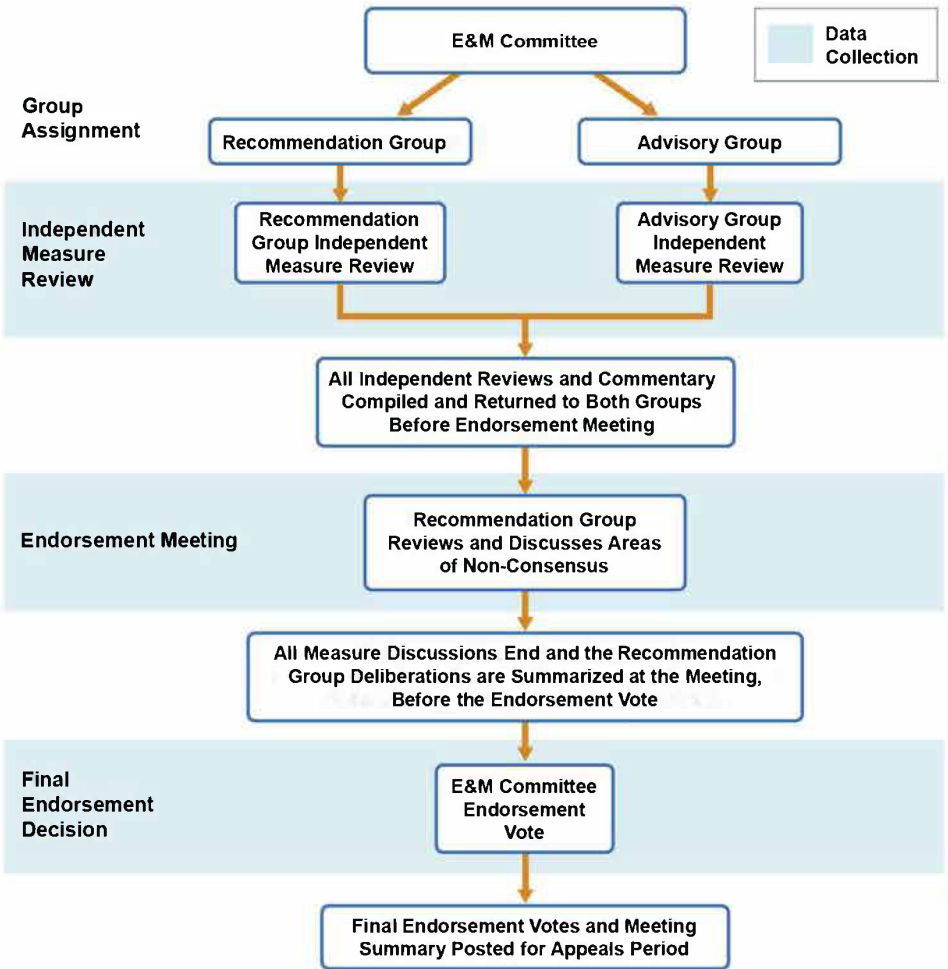 E&M Committee
Data
Collection
Group
Assignment
Recommendation Group
Advisory Group
Independent
Measure
Review
Recommendation
Group Independent
Measure Review
Advisory Group
Independent
Measure Review
All Independent Reviews and Commentary
Compiled and Returned to Both Groups
Before Endorsement Meeting
Endorsement Meeting
Recommendation Group
Reviews and Discusses Areas
of Non-Consensus
All Measure Discussions End and the Recommendation
Group Deliberations are Summarized at the Meeting,
Before the Endorsement Vote
Final
Endorsement
Decision
E&M Committee
Endorsement
Vote
Final Endorsement Votes and Meeting
Summary Posted for Appeals Period